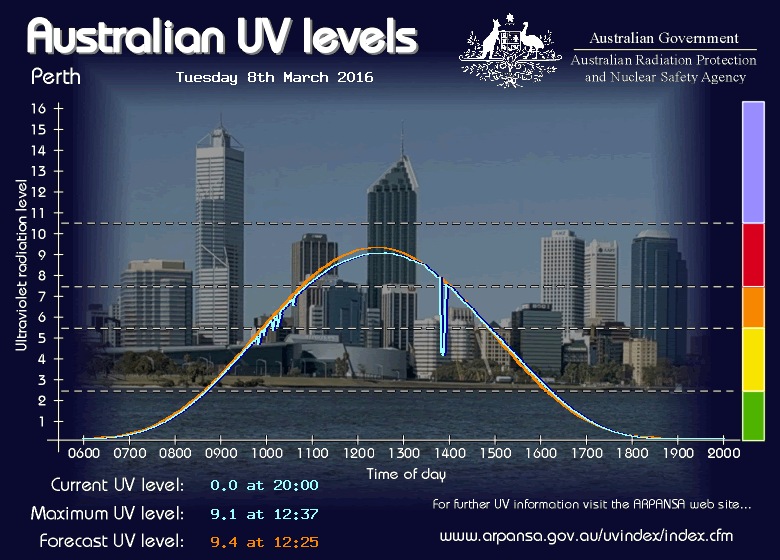 Australian UV levels
Australian Government
Australian Radiation Protection
and Nuclear Safety Agency
Perth
Tuesday 8th March 2016
Ultraviolet radiation level
16
15
14
13
12
11
10
9
8
7
6
5
4
3
2
1
0600 0700 0800 0900 1000 1100 1200 1300 1400 1500 1600 1700 1800 1900 2000
Time of day
Current UV level: 0.0 at 20:00
Maximum UV level: 9.1 at 12:37
Forecast UV level: 9.4 at 12:25
For further UV information visit the ARPANSA web site...
www.arpansa.gov.au/uvindex/index.cfm